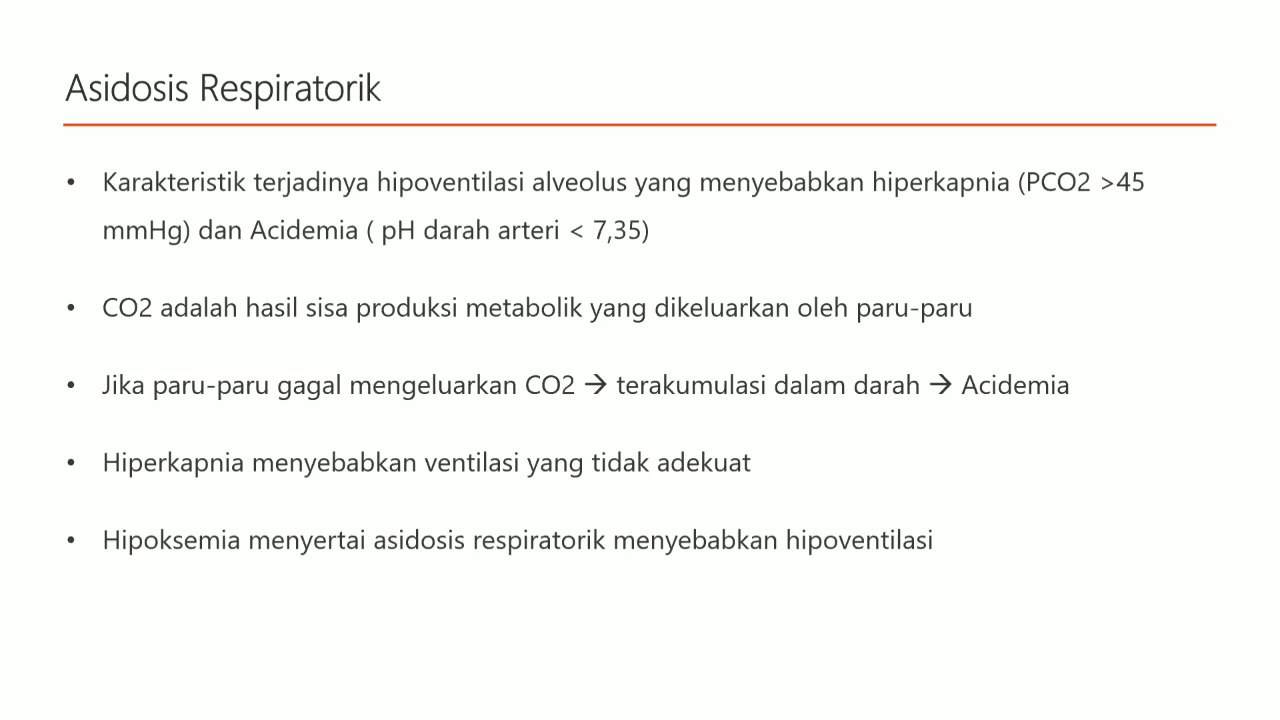 Asidosis Respiratorik
• Karakteristik terjadinya hipoventilasi alveolus yang menyebabkan hiperkapnia (PCO2 >45
mmHg) dan Acidemia ( pH darah arteri < 7,35)
• CO2 adalah hasil sisa produksi metabolik yang dikeluarkan oleh paru-paru
• Jika paru-paru gagal mengeluarkan CO2 → terakumulasi dalam darah → Acidemia
• Hiperkapnia menyebabkan ventilasi yang tidak adekuat
• Hipoksemia menyertai asidosis respiratorik menyebabkan hipoventilasi